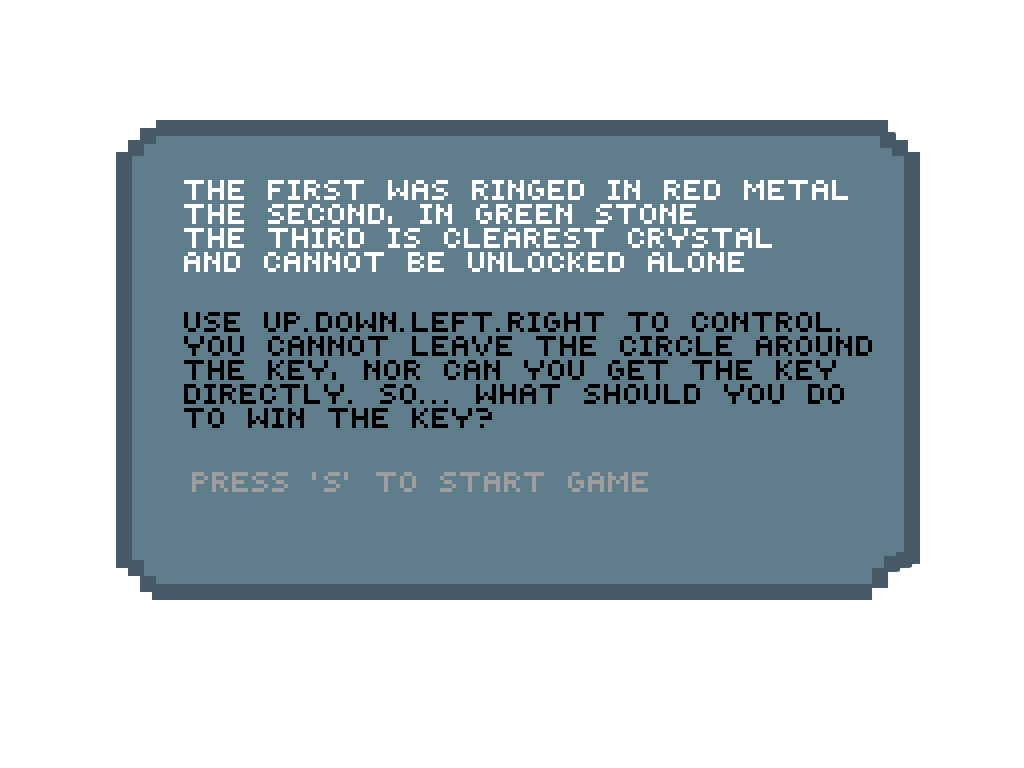 THE FIRST WAS RINGED IN RED METAL
THE SECOND, IN GREEN STONE
THE THIRD IS CLEAREST CRYSTAL
AND CANNOT BE UNLOCKED ALONE
USE UP.DOWN.LEFT.RIGHT TO CONTROL.
YOU CANNOT LEAVE THE CIRCLE AROUND
THE KEY, NOR CAN YOU GET THE KEY
DIRECTLY. SO... WHAT SHOULD YOU DO
TO WIN THE KEY?
PRESS 'S' TO START GAME